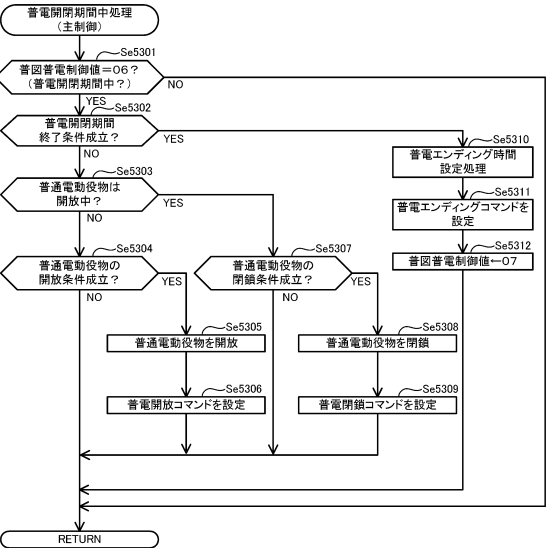 普電開閉期間中処理
（主制御）
Se5301
普図普電制御値＝06？
（普電開閉期間中？）
NO
YES
Se5302
普電開閉期間
終了条件成立？
YES
NO
Se5310
普電エンディング時間
設定処理
Se5303
普通電動役物は
開放中？
YES
NO
Se5311
普電エンディングコマンドを
設定
Se5312
普図普電制御値←07
Se5304
普通電動役物の
開放条件成立？
YES
NO
Se5307
普通電動役物の
閉鎖条件成立？
YES
NO
Se5305
普通電動役物を開放
Se5308
普通電動役物を閉鎖
Se5306
普電開放コマンドを設定
Se5309
普電閉鎖コマンドを設定
RETURN